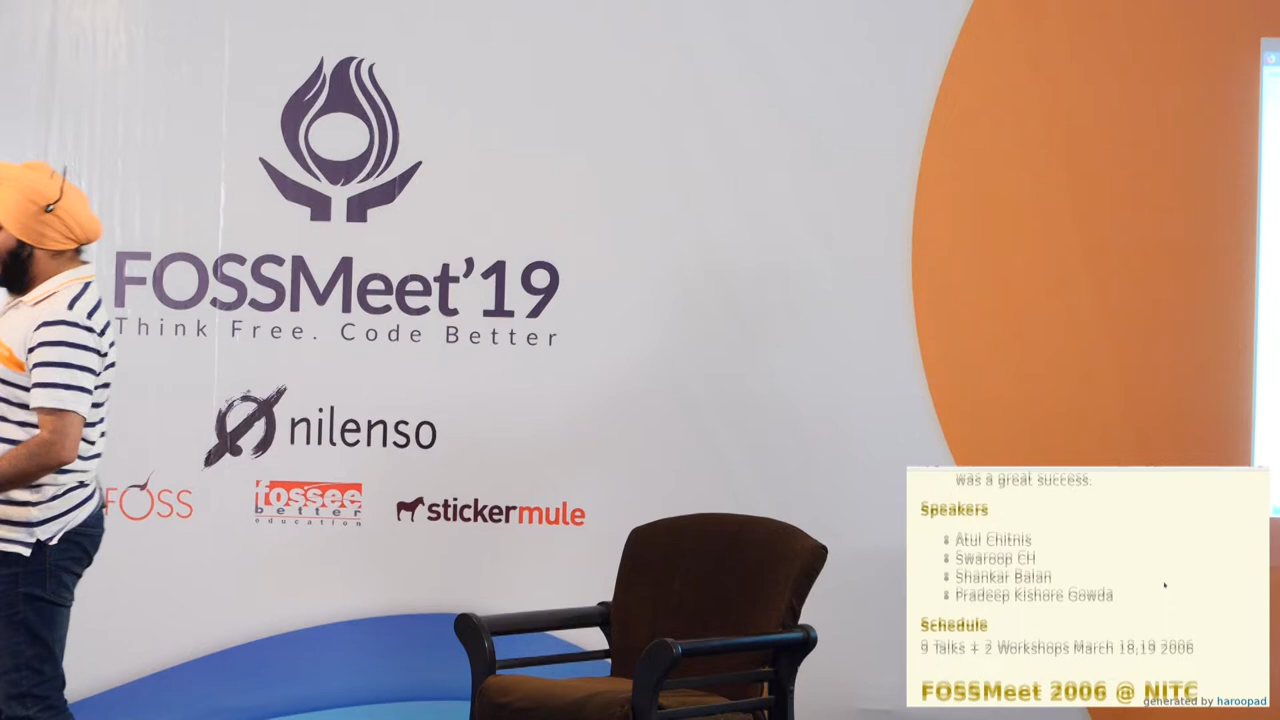 FOSSMeet'19
Think Free. Code Better
nilenso
FOSS
fossee
better
education
stickermule
was a great success.
Speakers
Atul Chitnis
Swaroop CH
Shankar Balan
Pradeep Kishore Gowda
Schedule
9 Talks + 2 Workshops March 18,19 2006
FOSSMeet 2006 @ NITC
generated by haroopad